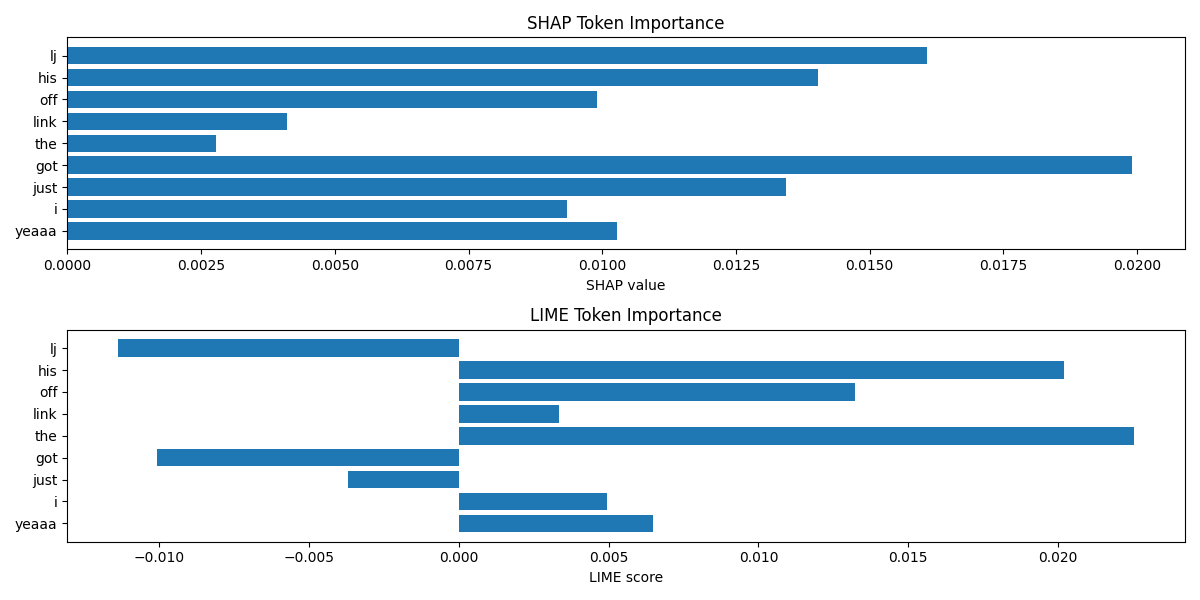 SHAP Token Importance
lj
his
off
link
the
got
just
i
yeaaa
0.0000 0.0025 0.0050 0.0075 0.0100 0.0125 0.0150 0.0175 0.0200
SHAP value
LIME Token Importance
lj
his
off
link
the
got
just
i
yeaaa
−0.010 −0.005 0.000 0.005 0.010 0.015 0.020
LIME score